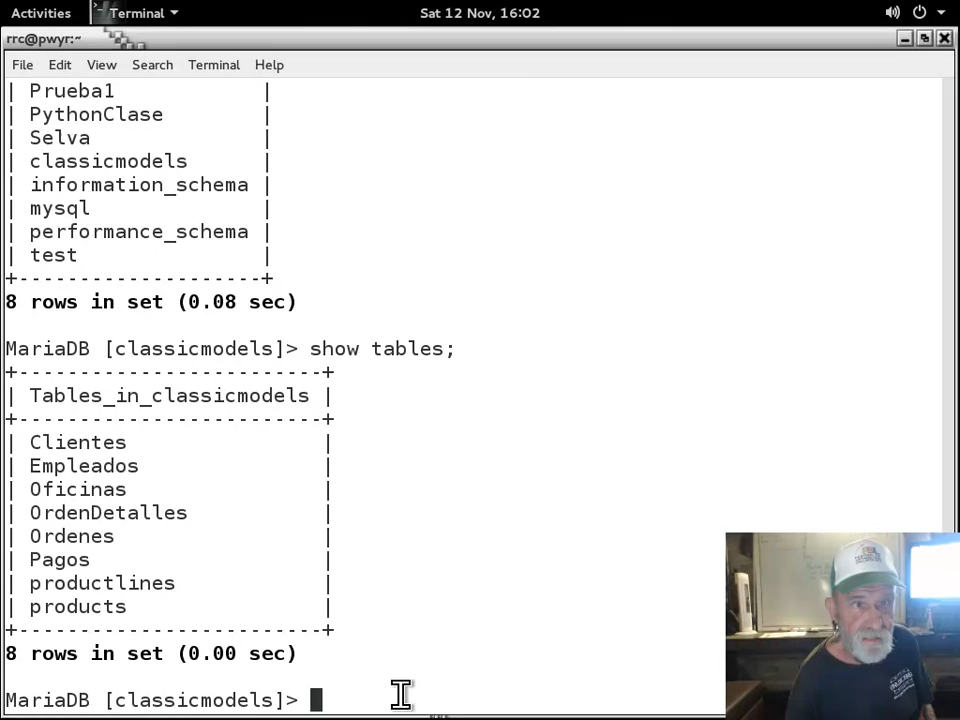 Activities Terminal Sat 12 Nov, 16:02
rrc@pwyr:~
File Edit View Search Terminal Help
| Prueba1 |
| PythonClase |
| Selva |
| classicmodels |
| information_schema |
| mysql |
| performance_schema |
| test |
+--------------------+
8 rows in set (0.08 sec)
MariaDB [classicmodels]> show tables;
+-------------------------+
| Tables_in_classicmodels |
+-------------------------+
| Clientes |
| Empleados |
| Oficinas |
| OrdenDetalles |
| Ordenes |
| Pagos |
| productlines |
| products |
+-------------------------+
8 rows in set (0.00 sec)
MariaDB [classicmodels]>